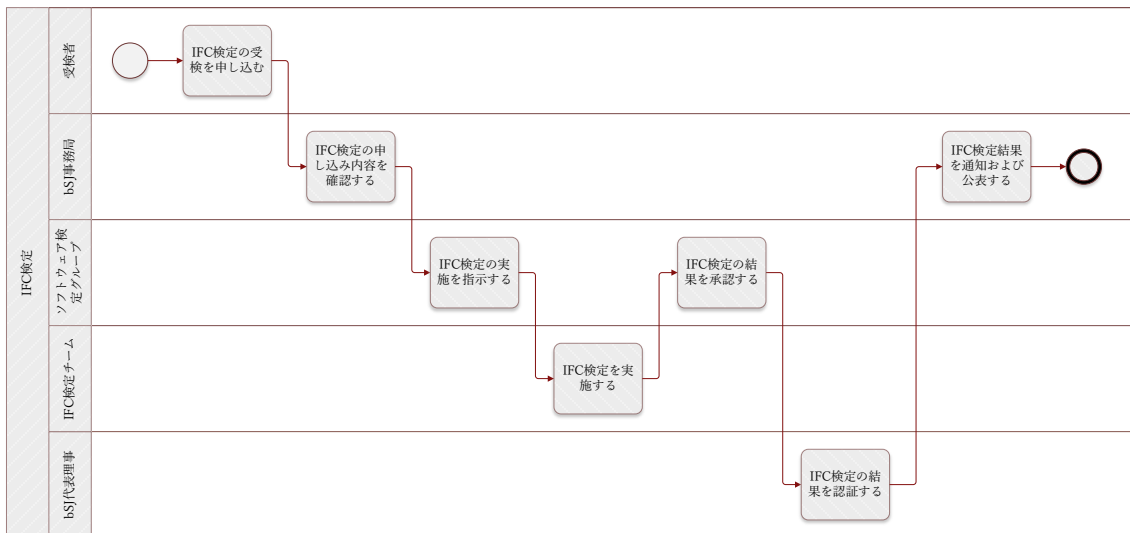 IFC検定
受検者
IFC検定の受
検を申し込む
bSJ事務局
IFC検定の申
し込み内容を
確認する
IFC検定結果
を通知および
公表する
ソフトウェア検
定グループ
IFC検定の実
施を指示する
IFC検定の結
果を承認する
IFC検定チーム
IFC検定を実
施する
bSJ代表理事
IFC検定の結
果を認証する